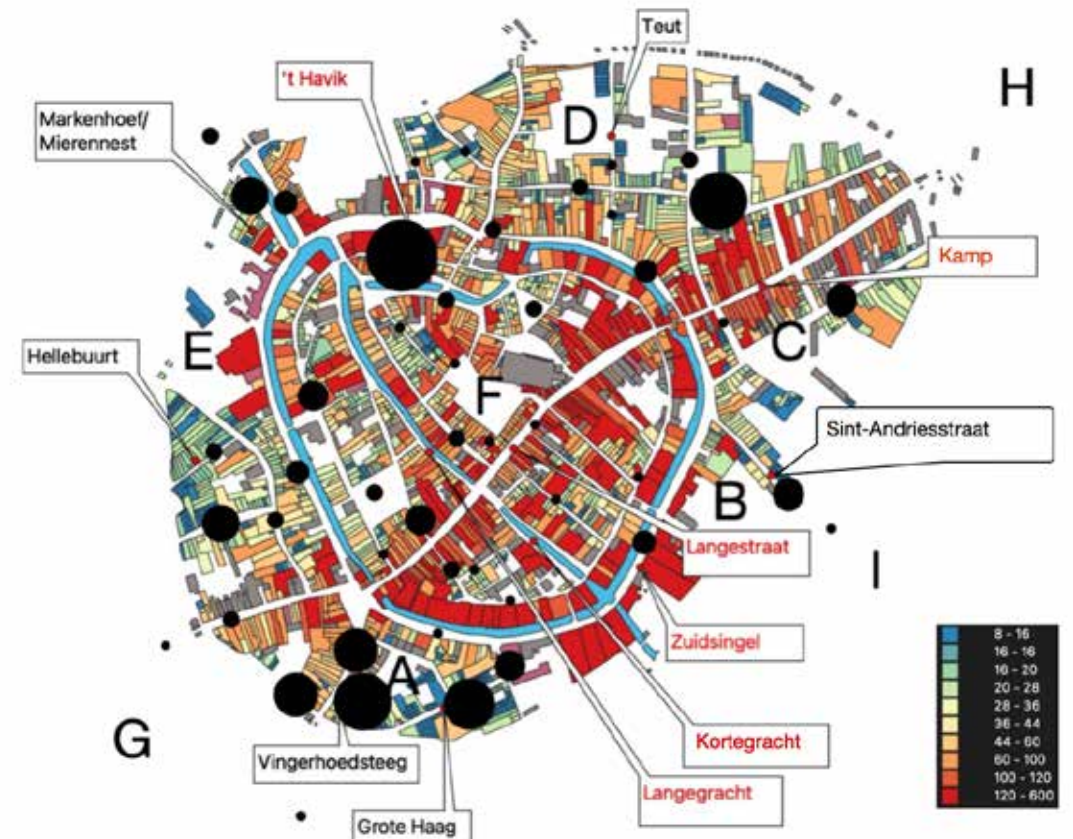 Teut
't Havik
H
Markenhoef/
Mierennest
D
Kamp
E
C
Hellebuurt
F
Sint-Andriesstraat
B
Langestraat
I
Zuidsingel
A
G
Kortegracht
Vingerhoedsteeg
Langegracht
Grote Haag
8 - 16
16 - 16
16 - 20
20 - 28
28 - 36
36 - 44
44 - 60
60 - 100
100 - 120
120 - 600